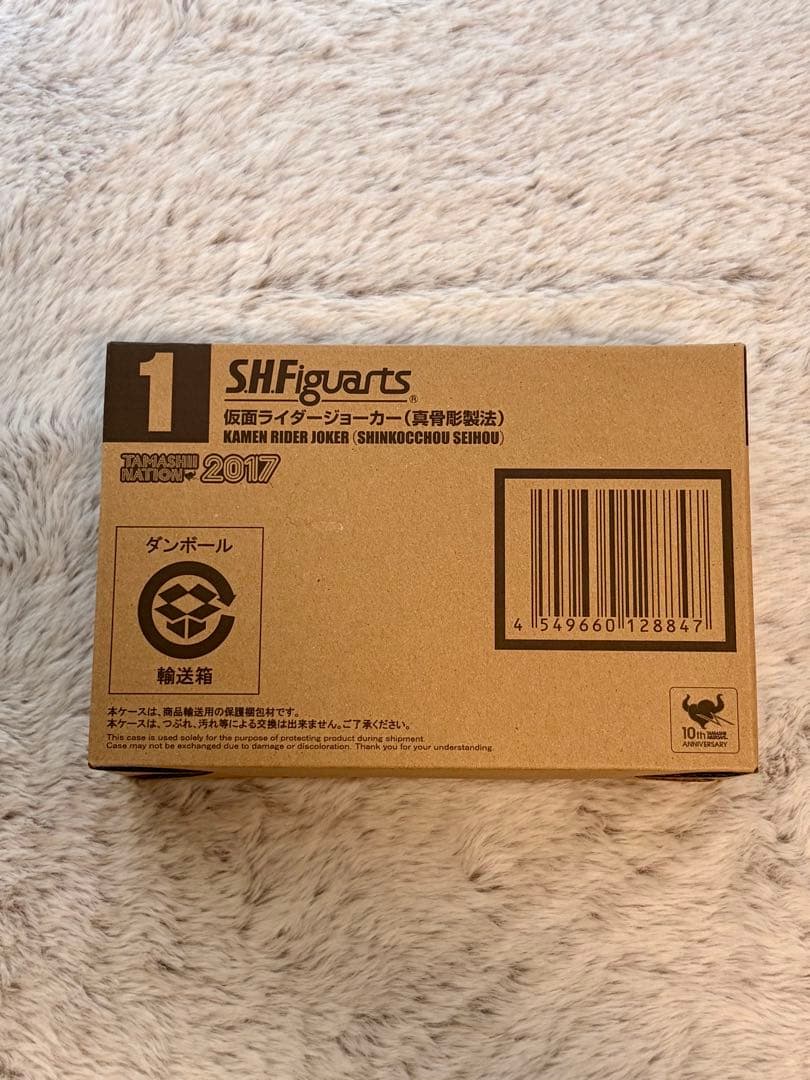 1
S.H.Figuarts®
仮面ライダージョーカー(真骨彫製法)
KAMEN RIDER JOKER (SHINKOCCHOU SEIHOU)
TAMASHII NATION 2017
ダンボール
輸送箱
4 549660 128847
本ケースは、商品輸送用の保護梱包材です。
本ケースは、つぶれ、汚れ等による交換は出来ません。ご了承ください。
This case is used solely for the purpose of protecting product during shipment.
Case may not be exchanged due to damage or discoloration. Thank you for your understanding.
10th TAMASHII NATIONS
ANNIVERSARY